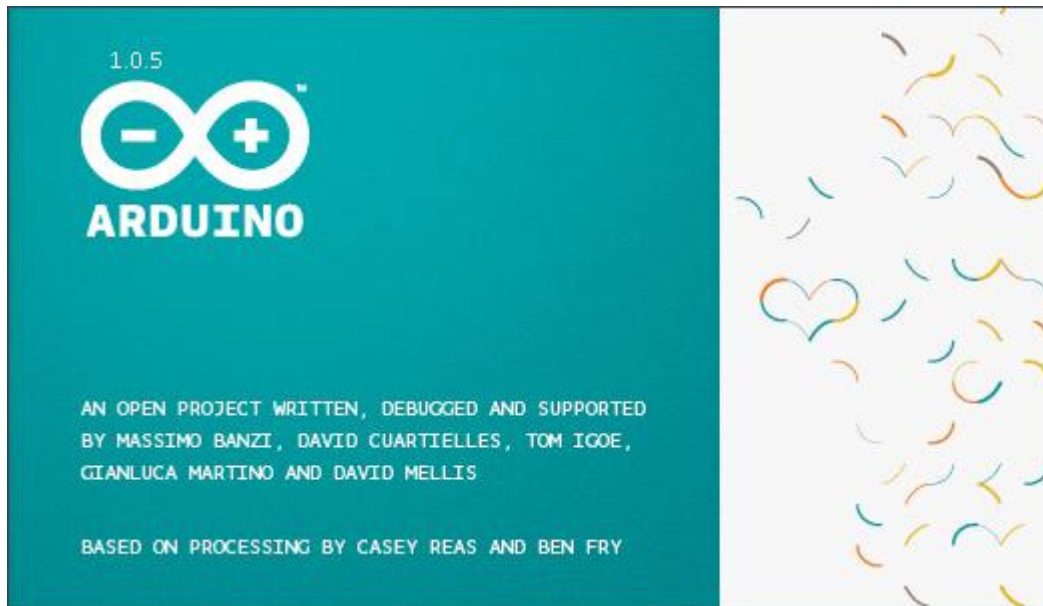 1.0.5
TM
ARDUINO
AN OPEN PROJECT WRITTEN, DEBUGGED AND SUPPORTED
BY MASSIMO BANZI, DAVID CUARTIELLES, TOM IGOE,
GIANLUCA MARTINO AND DAVID MELLIS
BASED ON PROCESSING BY CASEY REAS AND BEN FRY